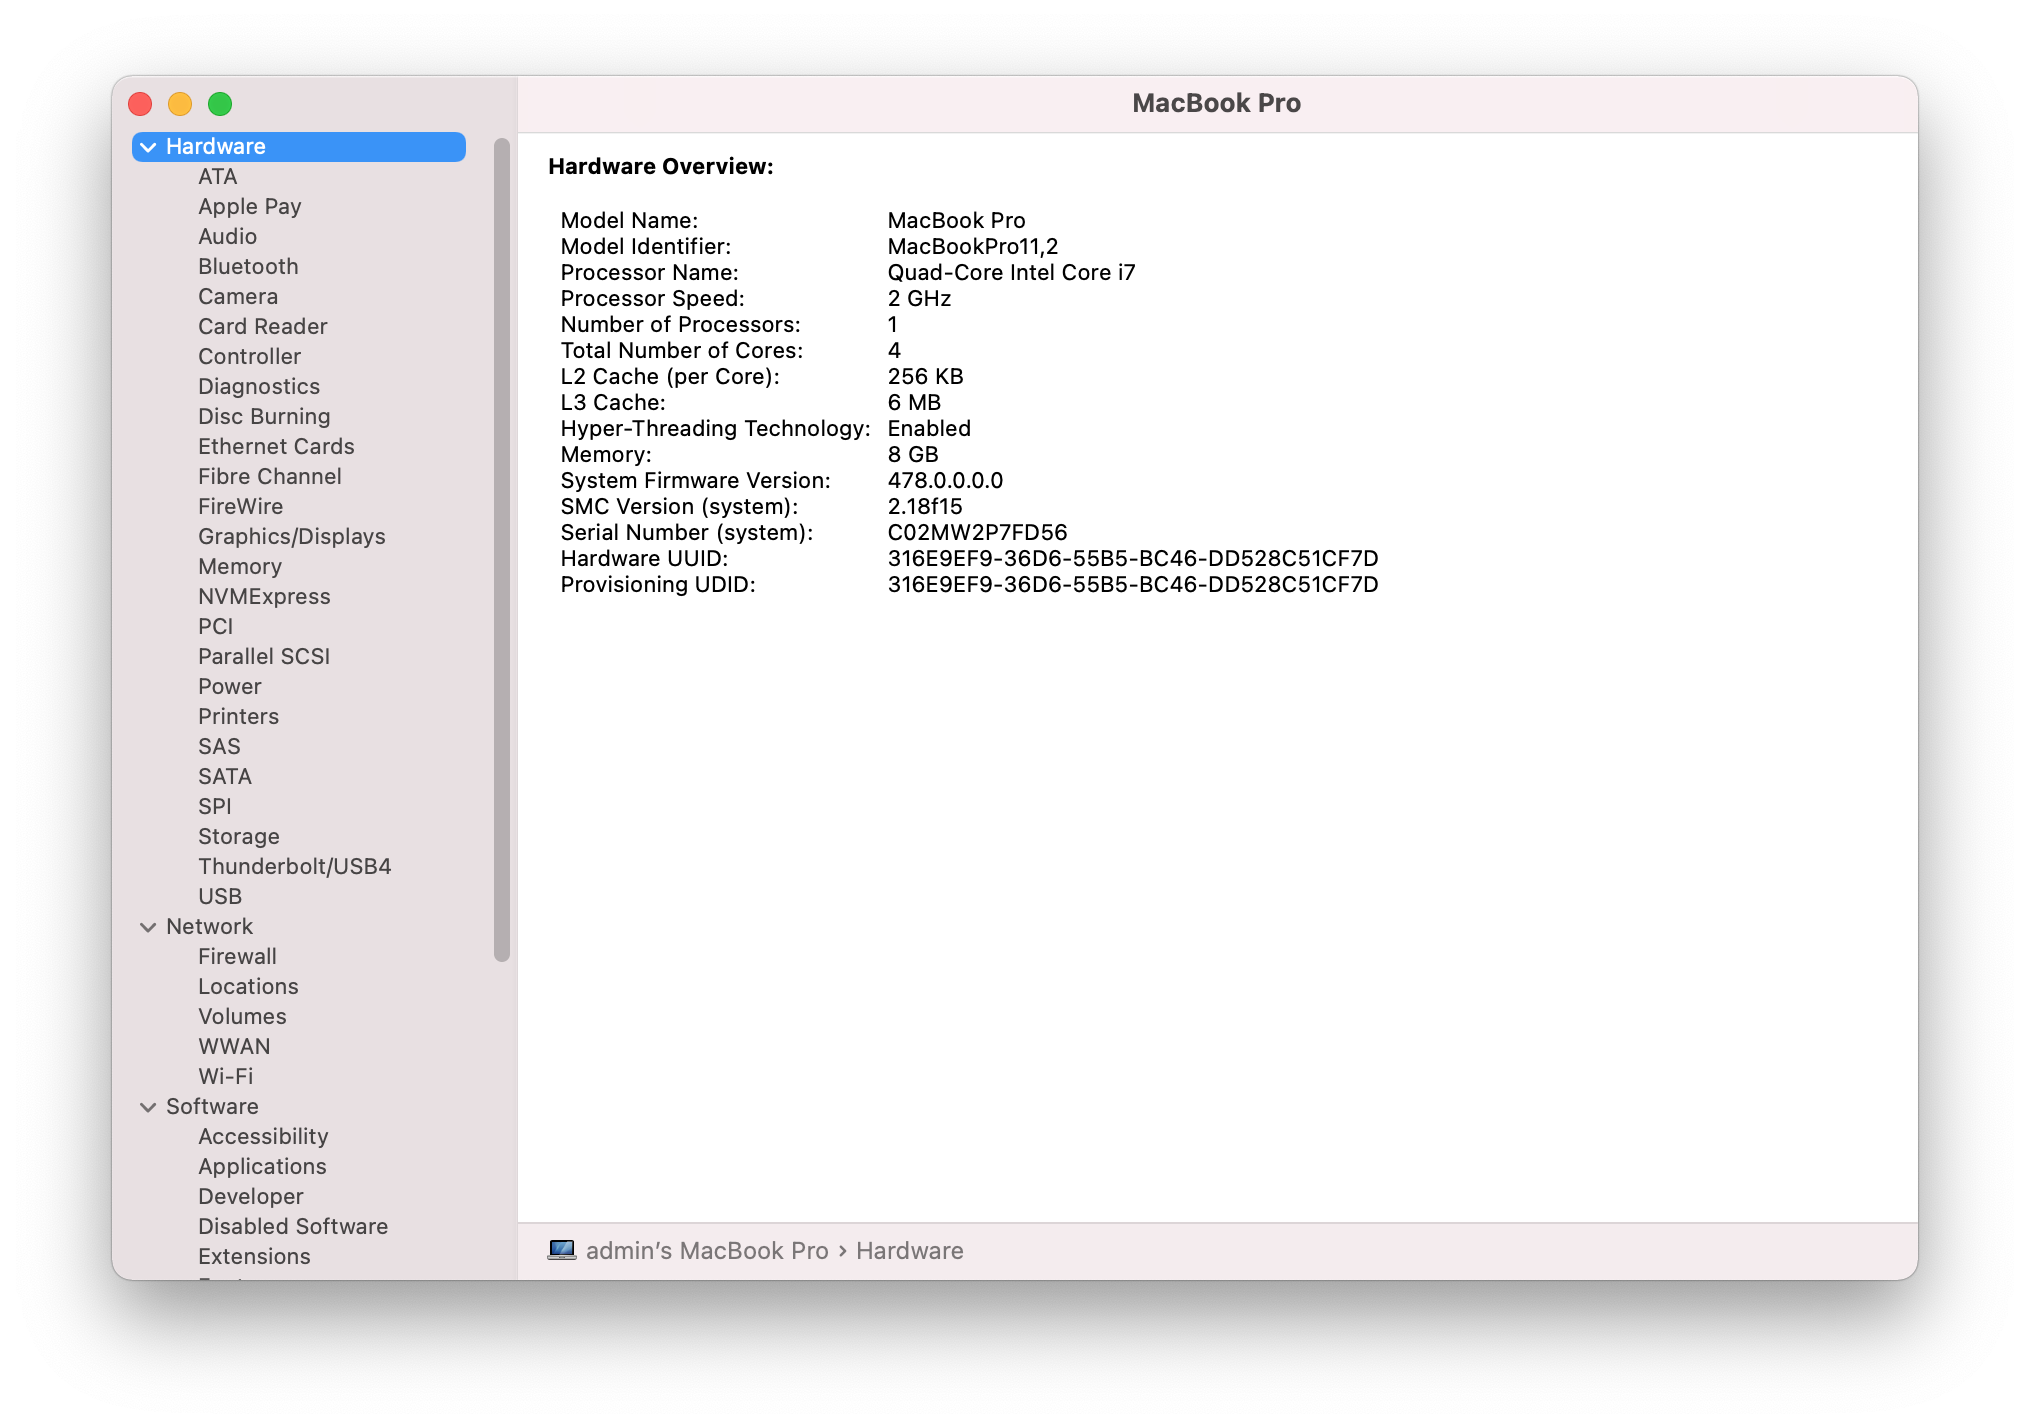 MacBook Pro
Hardware
ATA
Apple Pay
Audio
Bluetooth
Camera
Card Reader
Controller
Diagnostics
Disc Burning
Ethernet Cards
Fibre Channel
FireWire
Graphics/Displays
Memory
NVMExpress
PCI
Parallel SCSI
Power
Printers
SAS
SATA
SPI
Storage
Thunderbolt/USB4
USB
Network
Firewall
Locations
Volumes
WWAN
Wi-Fi
Software
Accessibility
Applications
Developer
Disabled Software
Extensions
Hardware Overview:
Model Name: MacBook Pro
Model Identifier: MacBookPro11,2
Processor Name: Quad-Core Intel Core i7
Processor Speed: 2 GHz
Number of Processors: 1
Total Number of Cores: 4
L2 Cache (per Core): 256 KB
L3 Cache: 6 MB
Hyper-Threading Technology: Enabled
Memory: 8 GB
System Firmware Version: 478.0.0.0.0
SMC Version (system): 2.18f15
Serial Number (system): C02MW2P7FD56
Hardware UUID: 316E9EF9-36D6-55B5-BC46-DD528C51CF7D
Provisioning UDID: 316E9EF9-36D6-55B5-BC46-DD528C51CF7D
admin’s MacBook Pro › Hardware